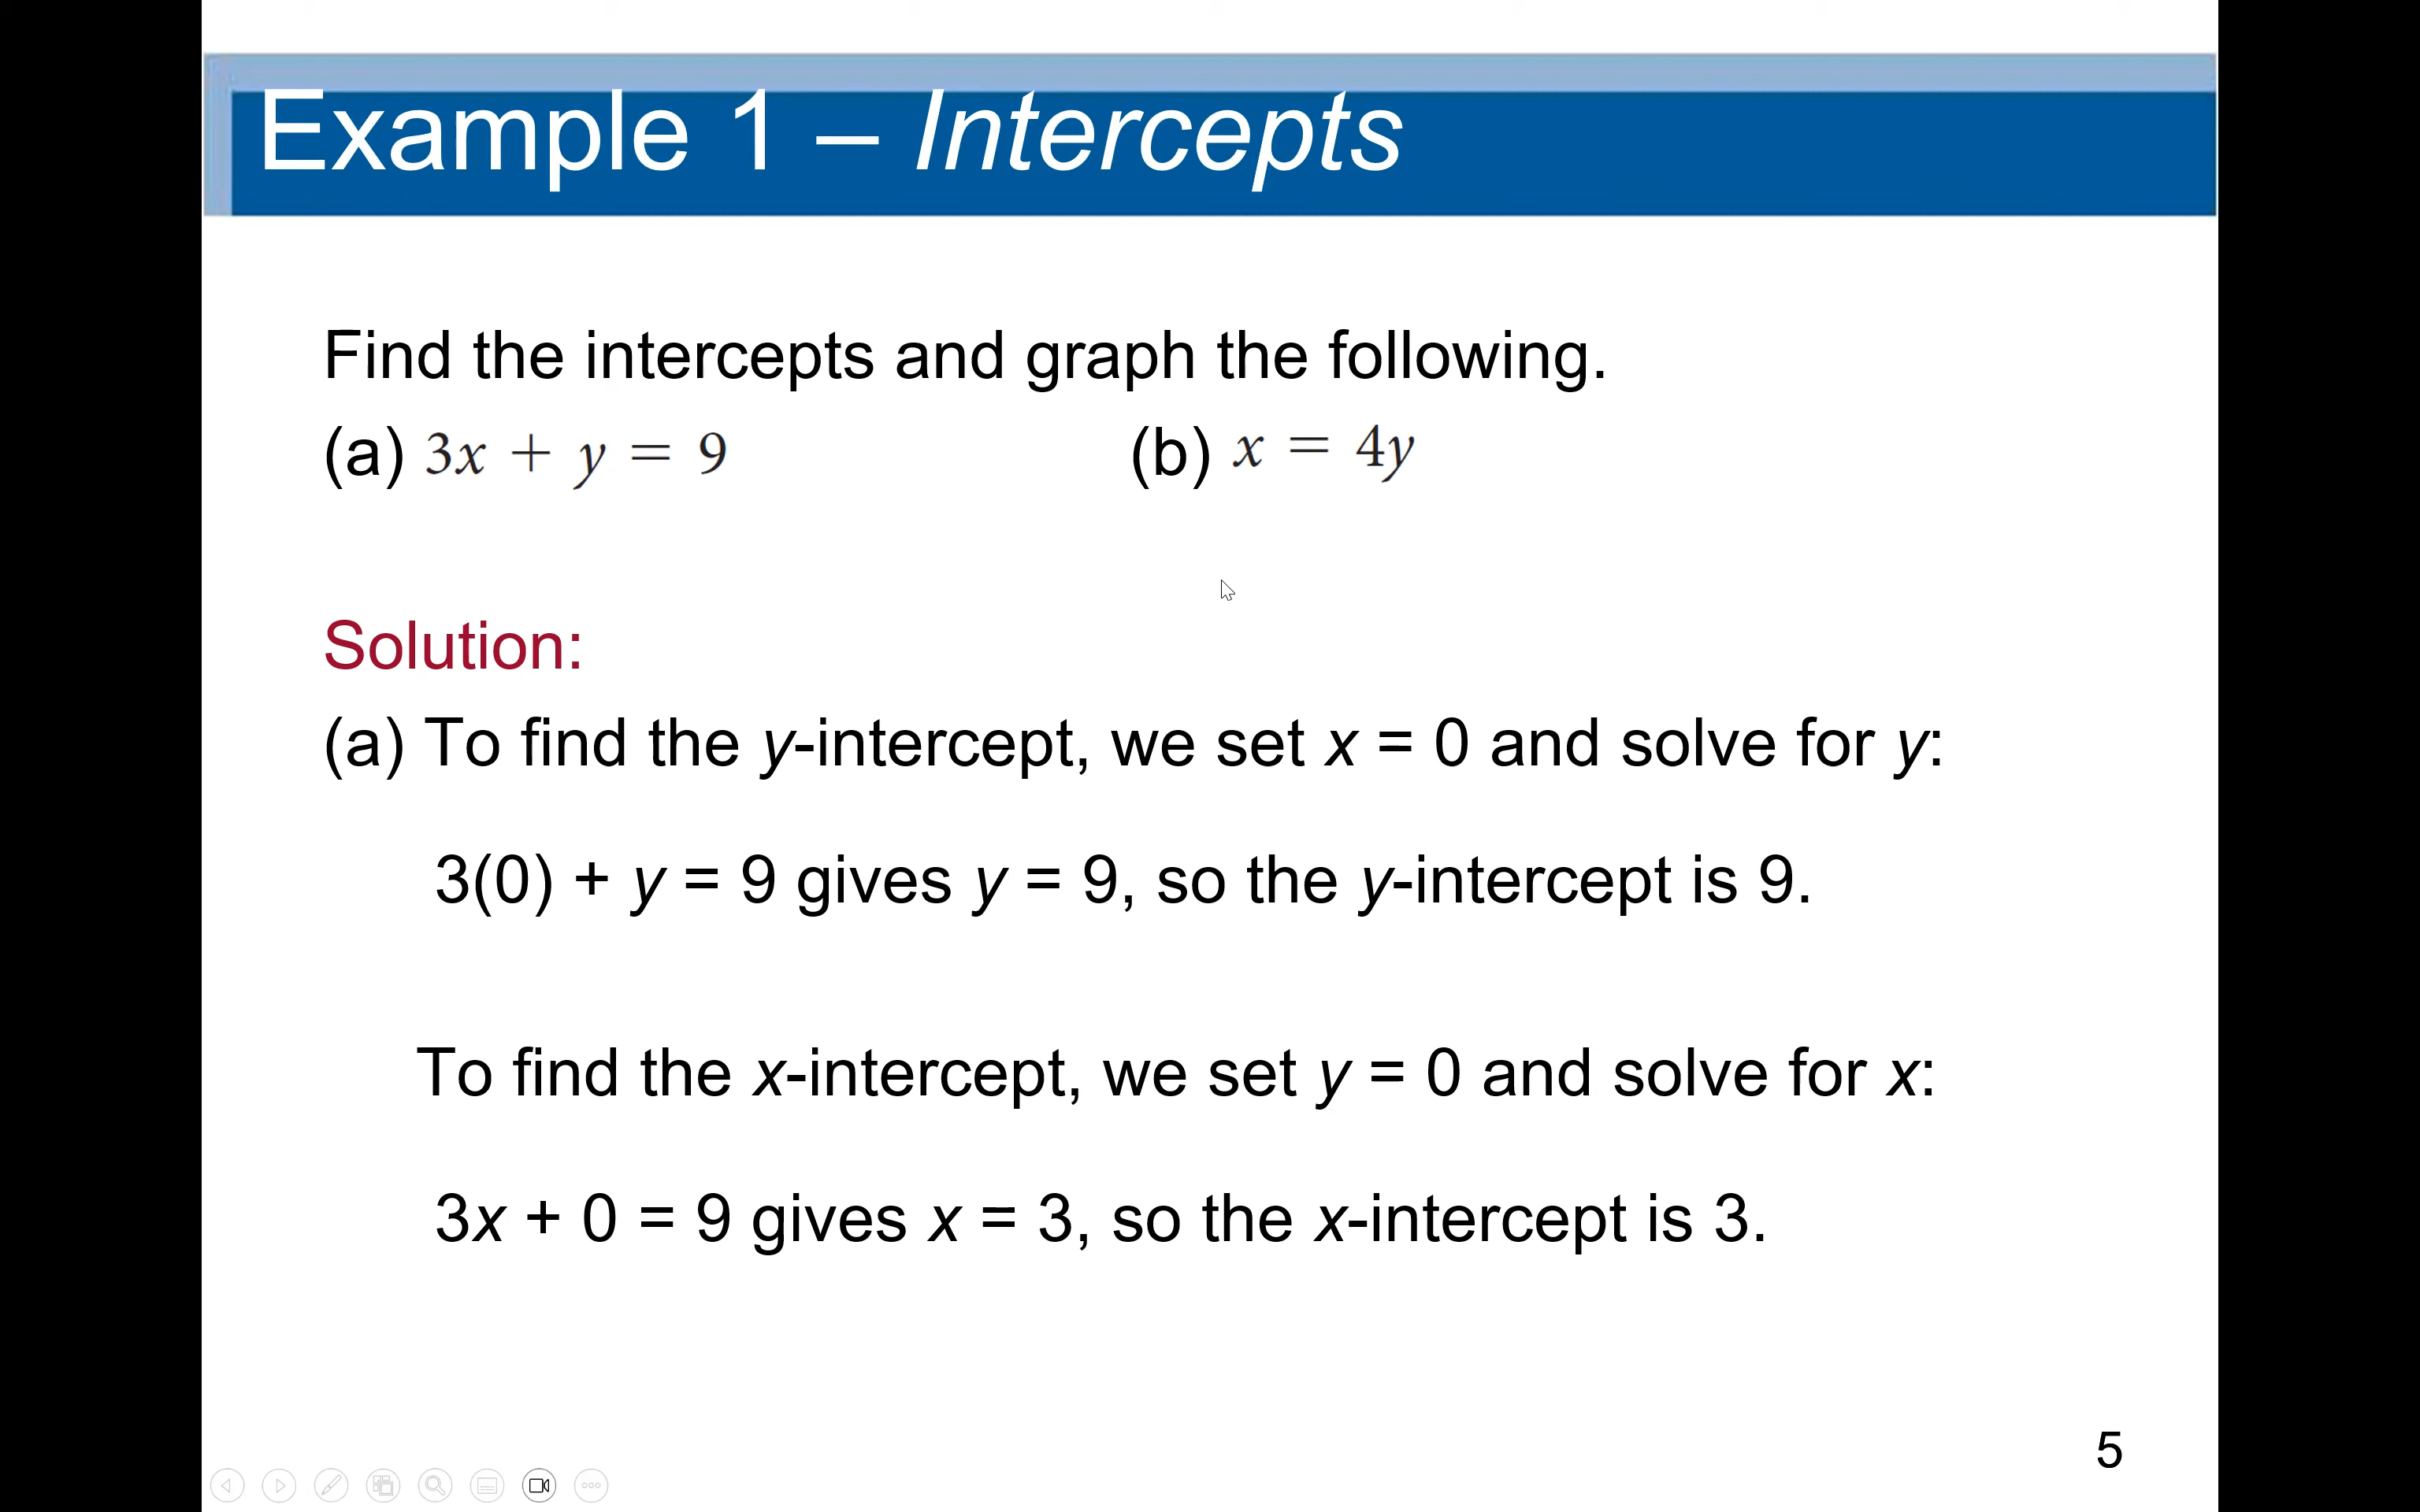 Example 1 – Intercepts
Find the intercepts and graph the following.
(a) 3x + y = 9 (b) x = 4y
Solution:
(a) To find the y-intercept, we set x = 0 and solve for y:
3(0) + y = 9 gives y = 9, so the y-intercept is 9.
To find the x-intercept, we set y = 0 and solve for x:
3x + 0 = 9 gives x = 3, so the x-intercept is 3.
5